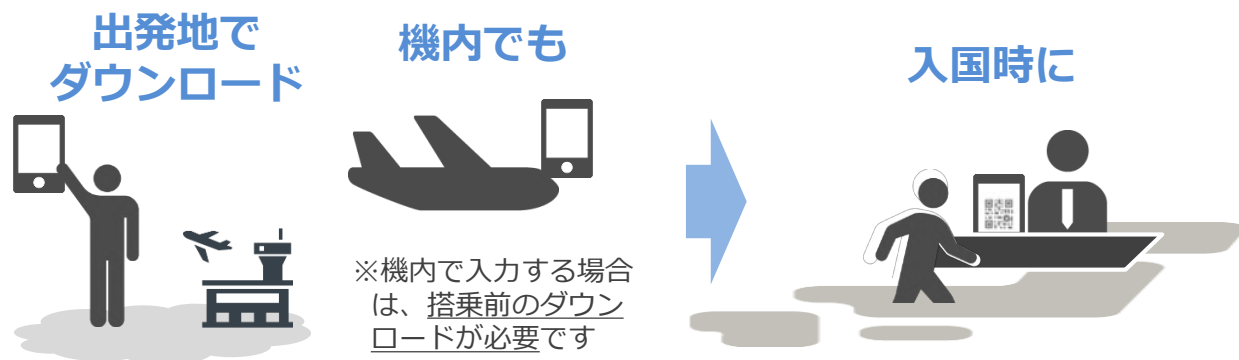 出発地で
ダウンロード
機内でも
※機内で入力する場合
は、搭乗前のダウン
ロードが必要です
入国時に